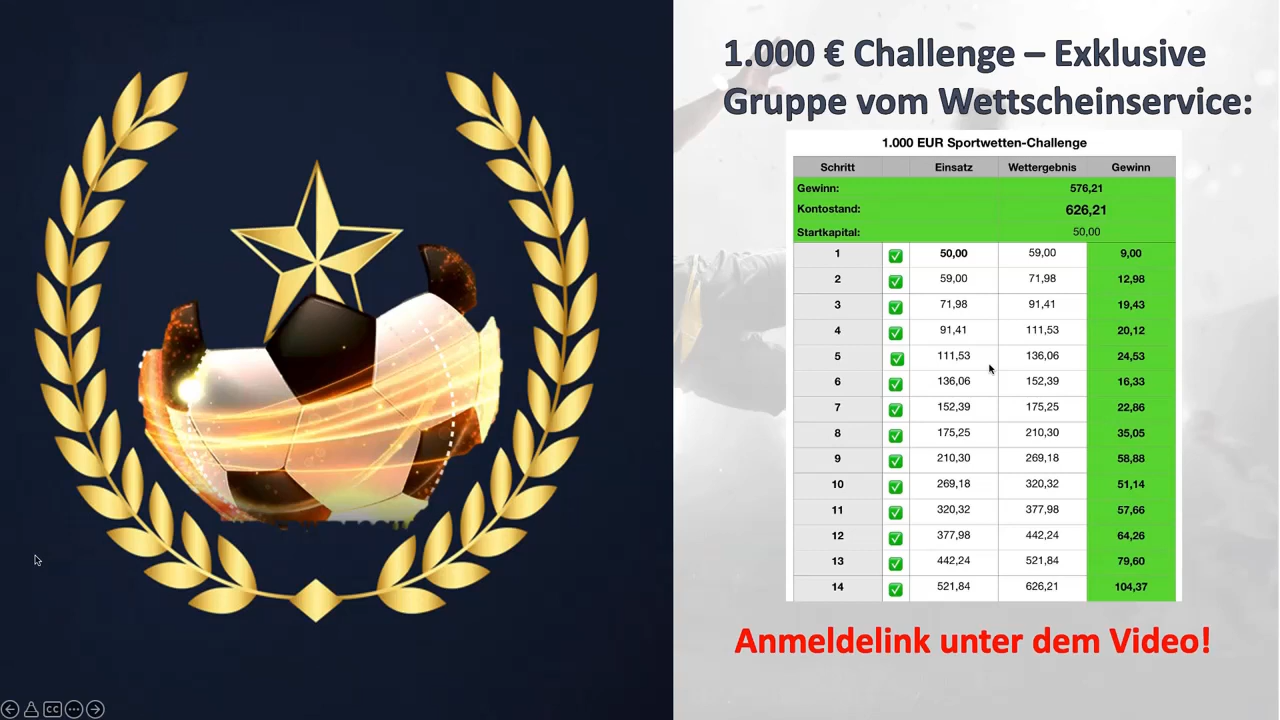 1.000 € Challenge – Exklusive
Gruppe vom Wettscheinservice:
1.000 EUR Sportwetten-Challenge
Schritt Einsatz Wettergebnis Gewinn
Gewinn: 576,21
Kontostand: 626,21
Startkapital: 50,00
1 ✅ 50,00 59,00 9,00
2 ✅ 59,00 71,98 12,98
3 ✅ 71,98 91,41 19,43
4 ✅ 91,41 111,53 20,12
5 ✅ 111,53 136,06 24,53
6 ✅ 136,06 152,39 16,33
7 ✅ 152,39 175,25 22,86
8 ✅ 175,25 210,30 35,05
9 ✅ 210,30 269,18 58,88
10 ✅ 269,18 320,32 51,14
11 ✅ 320,32 377,98 57,66
12 ✅ 377,98 442,24 64,26
13 ✅ 442,24 521,84 79,60
14 ✅ 521,84 626,21 104,37
Anmeldelink unter dem Video!
CC